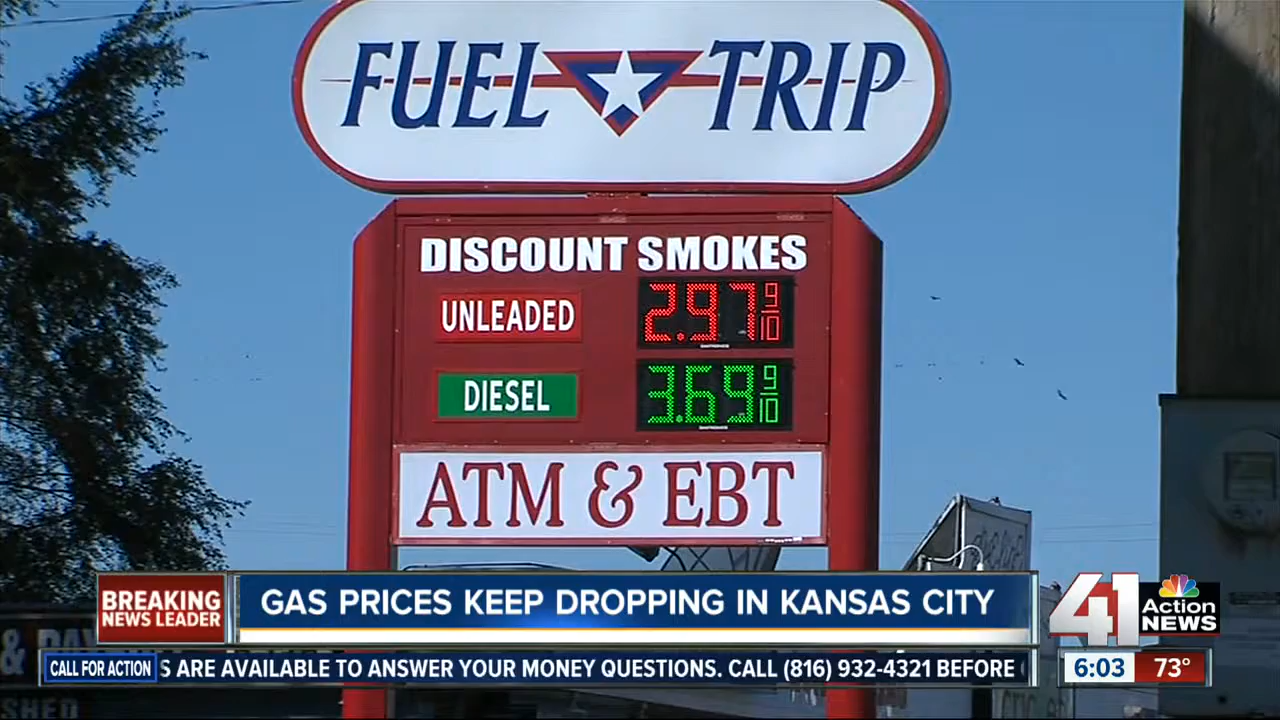 FUEL TRIP
DISCOUNT SMOKES
UNLEADED 2.97 9/10
DIESEL 3.69 9/10
ATM & EBT
BREAKING
NEWS LEADER
GAS PRICES KEEP DROPPING IN KANSAS CITY
41 Action
NEWS
CALL FOR ACTION S ARE AVAILABLE TO ANSWER YOUR MONEY QUESTIONS. CALL (816) 932-4321 BEFORE
6:03 73°